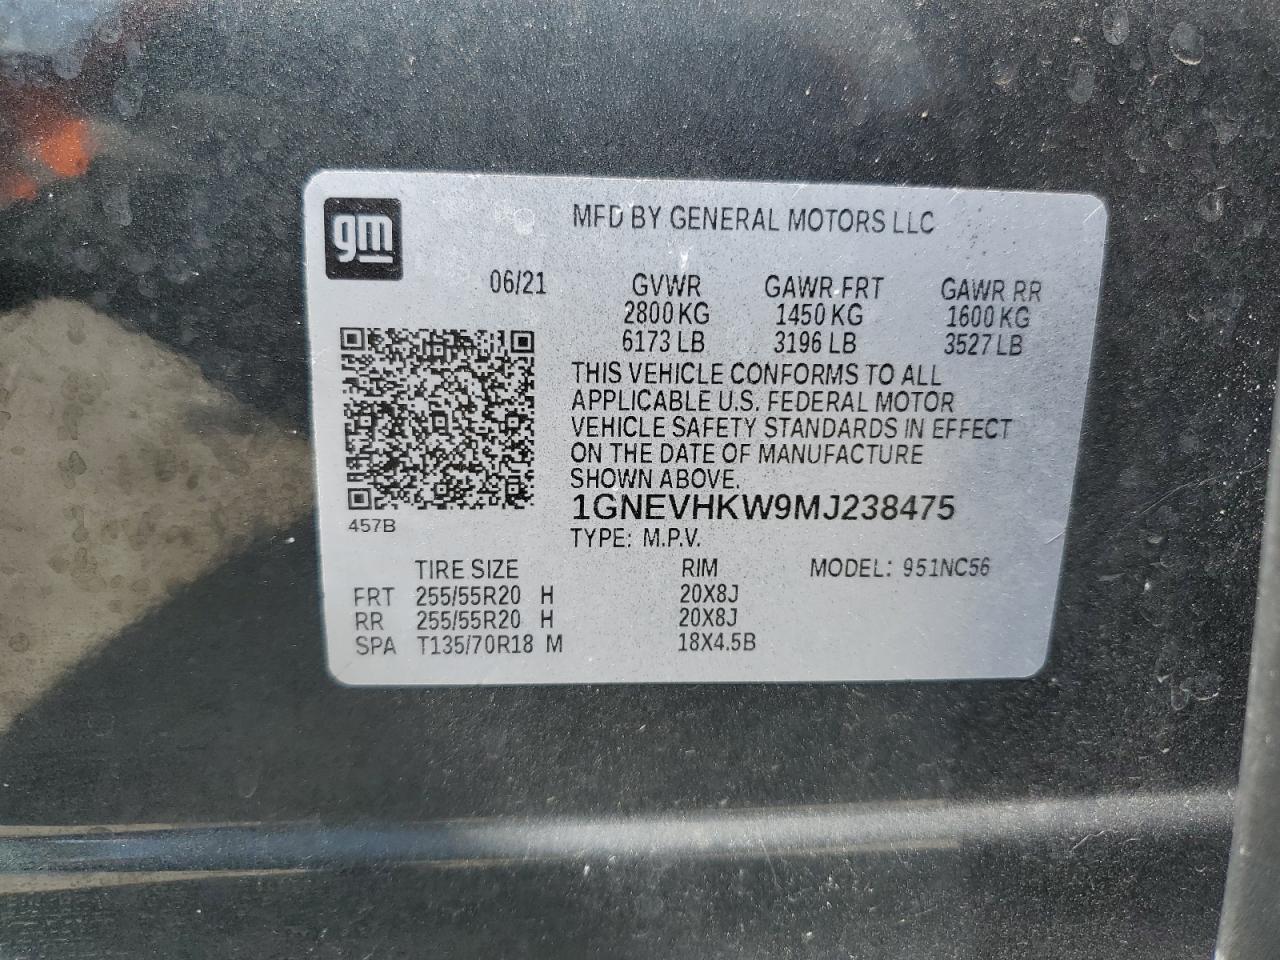 gm
MFD BY GENERAL MOTORS LLC
06/21 GVWR GAWR FRT GAWR RR
2800 KG 1450 KG 1600 KG
6173 LB 3196 LB 3527 LB
THIS VEHICLE CONFORMS TO ALL
APPLICABLE U.S. FEDERAL MOTOR
VEHICLE SAFETY STANDARDS IN EFFECT
ON THE DATE OF MANUFACTURE
SHOWN ABOVE.
1GNEVHKW9MJ238475
457B
TYPE: M.P.V.
TIRE SIZE RIM MODEL: 951NC56
FRT 255/55R20 H 20X8J
RR 255/55R20 H 20X8J
SPA T135/70R18 M 18X4.5B